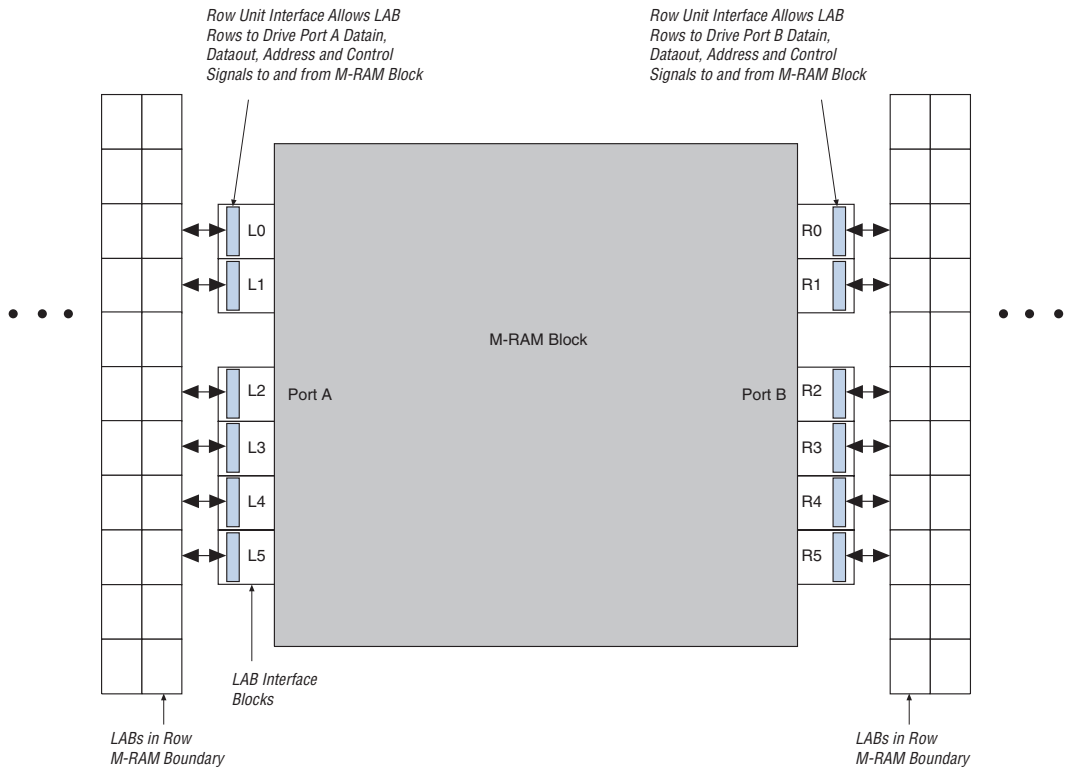 Row Unit Interface Allows LAB
Rows to Drive Port A Datain,
Dataout, Address and Control
Signals to and from M-RAM Block
Row Unit Interface Allows LAB
Rows to Drive Port B Datain,
Dataout, Address and Control
Signals to and from M-RAM Block
L0
R0
L1
R1
M-RAM Block
L2
Port A
Port B
R2
L3
R3
L4
R4
L5
R5
LAB Interface
Blocks
LABs in Row
M-RAM Boundary
LABs in Row
M-RAM Boundary